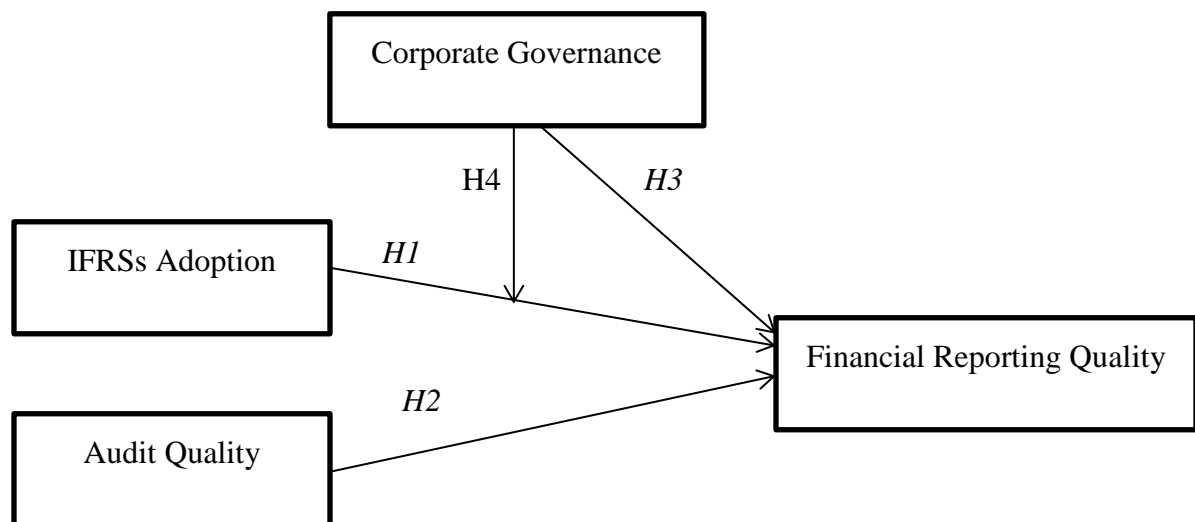 Corporate Governance
H4
H3
IFRSs Adoption
H1
Financial Reporting Quality
H2
Audit Quality